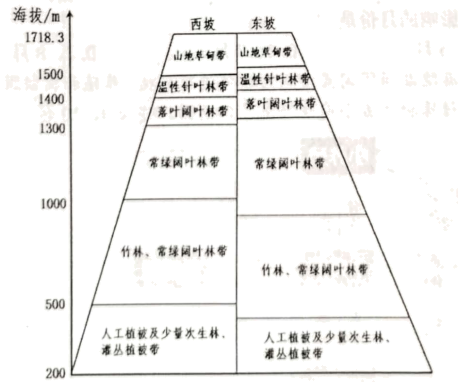 海拔/m
西坡 东坡
1718.3
山地草甸带 山地草甸带
1500
温性针叶林带 温性针叶林带
1400
落叶阔叶林带 落叶阔叶林带
1300
常绿阔叶林带 常绿阔叶林带
1000
竹林、常绿阔叶林带 竹林、常绿阔叶林带
500
人工植被及少量次生林、 人工植被及少量次生林、
灌丛植被带 灌丛植被带
200